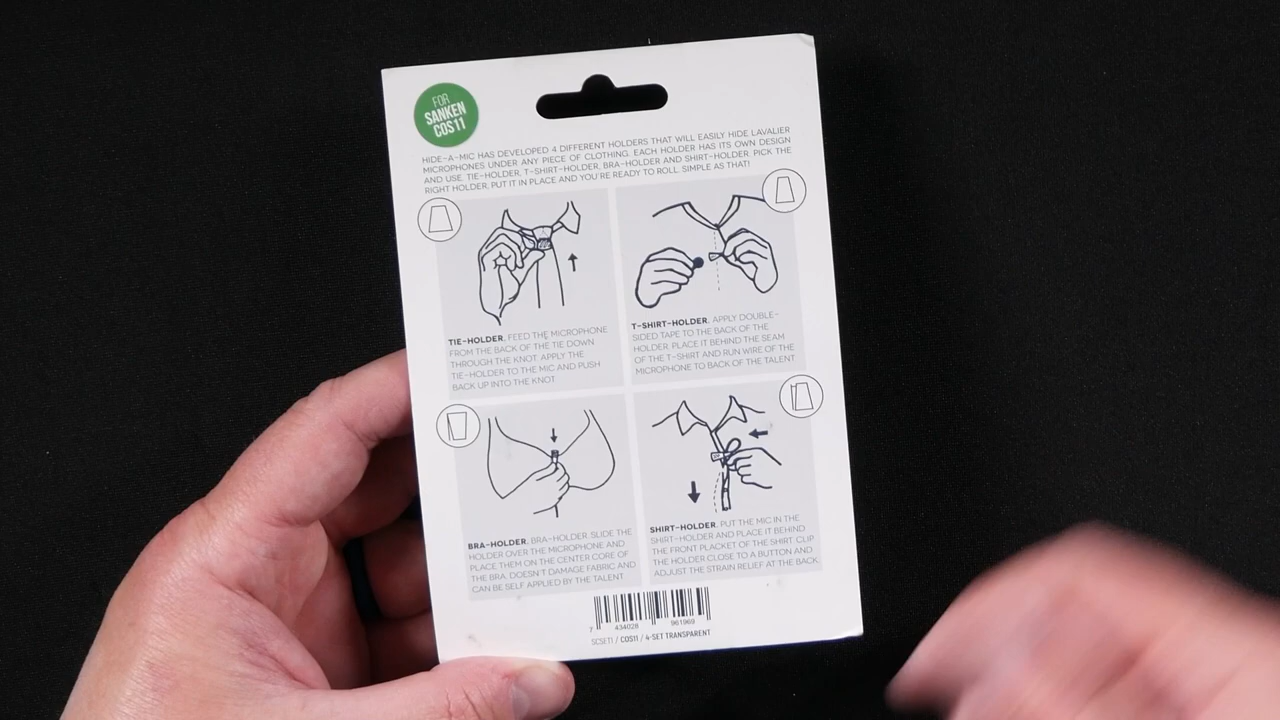 FOR
SANKEN
COS11
HIDE-A-MIC HAS DEVELOPED 4 DIFFERENT HOLDERS THAT WILL EASILY HIDE LAVALIER
MICROPHONES UNDER ANY PIECE OF CLOTHING. EACH HOLDER HAS ITS OWN DESIGN
AND USE. TIE-HOLDER, T-SHIRT-HOLDER, BRA-HOLDER AND SHIRT-HOLDER. PICK THE
RIGHT HOLDER, PUT IT IN PLACE AND YOU'RE READY TO ROLL. SIMPLE AS THAT!
TIE-HOLDER. FEED THE MICROPHONE
FROM THE BACK OF THE TIE DOWN
THROUGH THE KNOT. APPLY THE
TIE-HOLDER TO THE MIC AND PUSH
BACK UP INTO THE KNOT.
T-SHIRT-HOLDER. APPLY DOUBLE-
SIDED TAPE TO THE BACK OF THE
HOLDER. PLACE IT BEHIND THE SEAM
OF THE T-SHIRT AND RUN WIRE OF THE
MICROPHONE TO BACK OF THE TALENT
BRA-HOLDER. BRA-HOLDER. SLIDE THE
HOLDER OVER THE MICROPHONE AND
PLACE THEM ON THE CENTER CORE OF
THE BRA. DOESN'T DAMAGE FABRIC AND
CAN BE SELF APPLIED BY THE TALENT.
SHIRT-HOLDER. PUT THE MIC IN THE
SHIRT-HOLDER AND PLACE IT BEHIND
THE FRONT PLACKET OF THE SHIRT. CLIP
THE HOLDER CLOSE TO A BUTTON AND
ADJUST THE STRAIN RELIEF AT THE BACK.
7 434028 961969
SCSET1 / COS11 / 4-SET TRANSPARENT